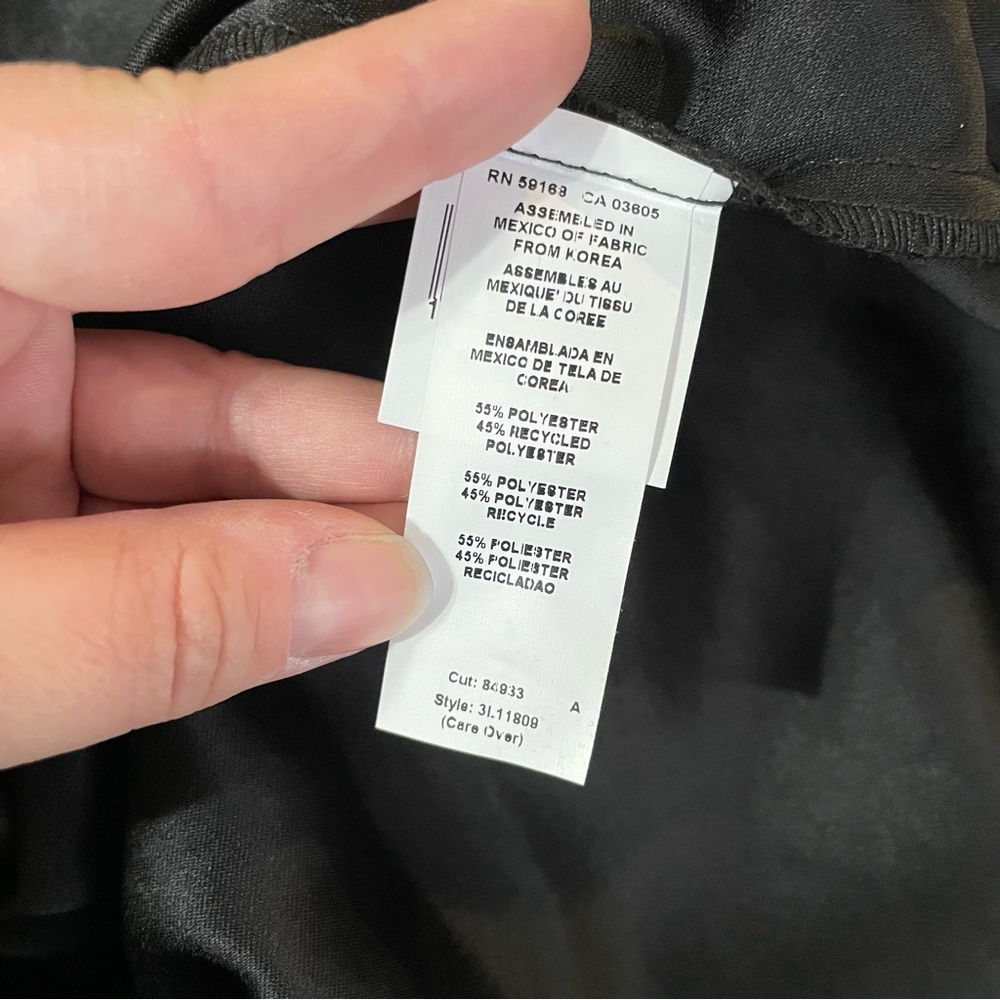 RN 59168 CA 03605
ASSEMBLED IN
MEXICO OF FABRIC
FROM KOREA
ASSEMBLES AU
MEXIQUE' DU TISSU
DE LA COREE
ENSAMBLADA EN
MEXICO DE TELA DE
COREA
55% POLYESTER
45% RECYCLED
POLYESTER
55% POLYESTER
45% POLYESTER
RECYCLE
55% POLIESTER
45% POLIESTER
RECICLADAO
Cut: 84933
A
Style: 3L11809
(Care Over)